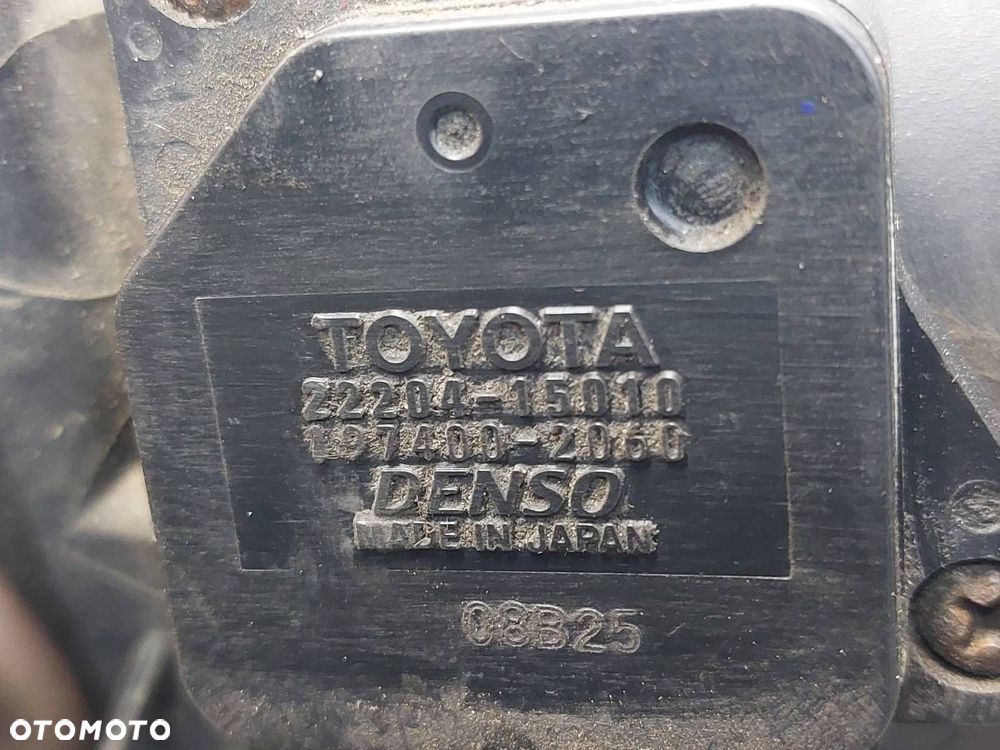 TOYOTA
22204-15010
197400-2060
DENSO
MADE IN JAPAN
08B25
OTOMOTO